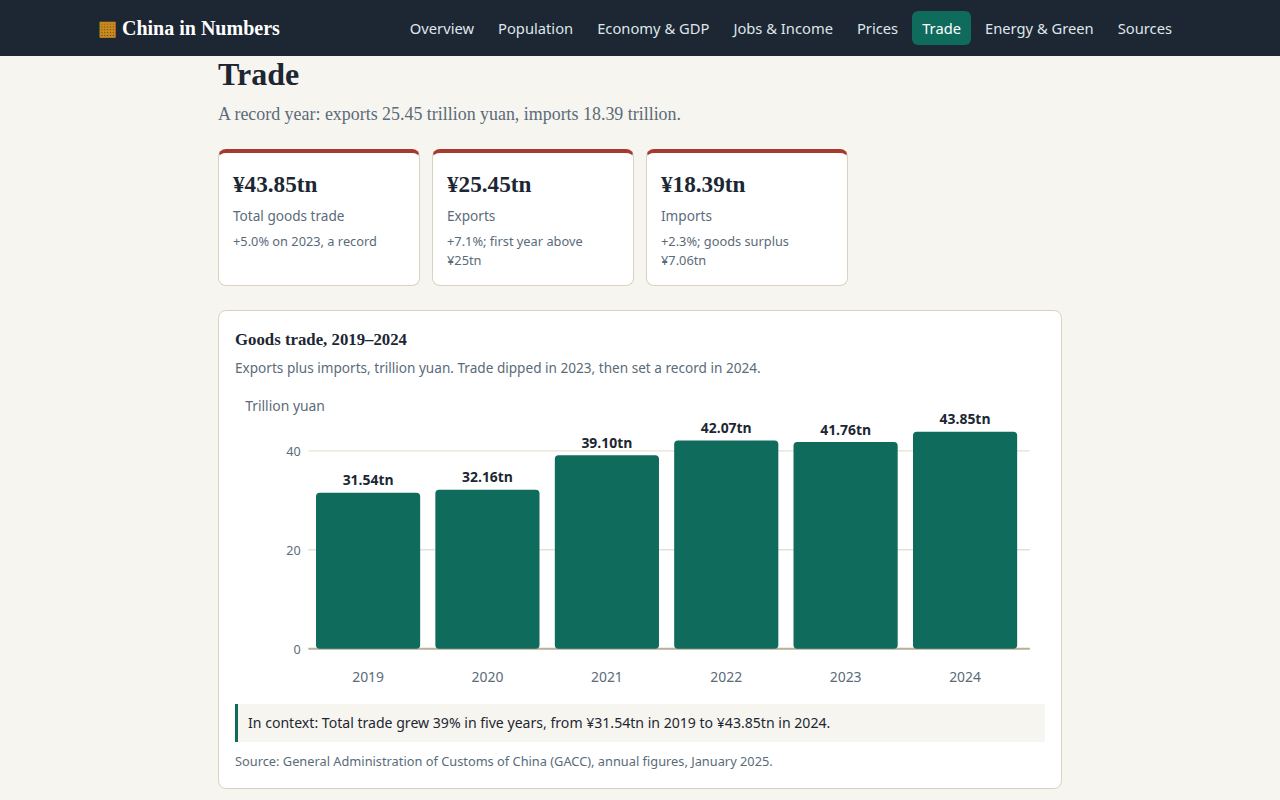 China in Numbers
Overview
Population
Economy & GDP
Jobs & Income
Prices
Trade
Energy & Green
Sources
Trade
A record year: exports 25.45 trillion yuan, imports 18.39 trillion.
¥43.85tn
Total goods trade
+5.0% on 2023, a record
¥25.45tn
Exports
+7.1%; first year above
¥25tn
¥18.39tn
Imports
+2.3%; goods surplus
¥7.06tn
Goods trade, 2019–2024
Exports plus imports, trillion yuan. Trade dipped in 2023, then set a record in 2024.
Trillion yuan
40
20
0
31.54tn
32.16tn
39.10tn
42.07tn
41.76tn
43.85tn
2019
2020
2021
2022
2023
2024
In context: Total trade grew 39% in five years, from ¥31.54tn in 2019 to ¥43.85tn in 2024.
Source: General Administration of Customs of China (GACC), annual figures, January 2025.